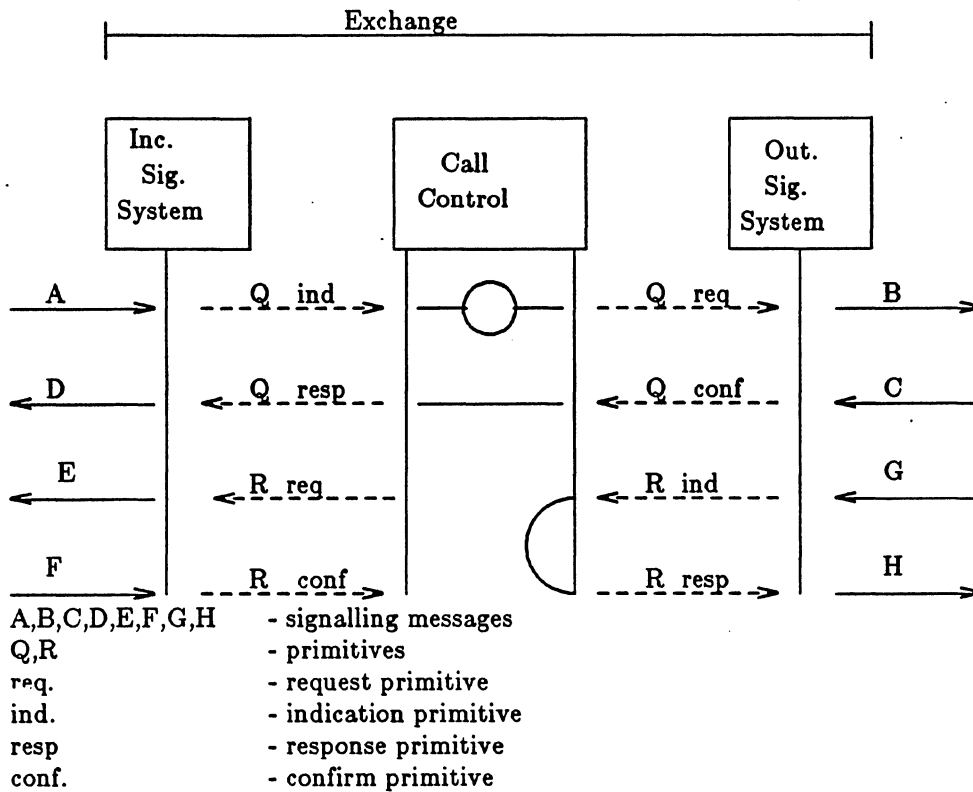 Exchange
Inc.
Sig.
System
Call
Control
Out.
Sig.
System
A
Q ind
Q req
B
D
Q resp
Q conf
C
E
R req
R ind
G
F
R conf
R resp
H
A,B,C,D,E,F,G,H - signalling messages
Q,R - primitives
req. - request primitive
ind. - indication primitive
resp - response primitive
conf. - confirm primitive